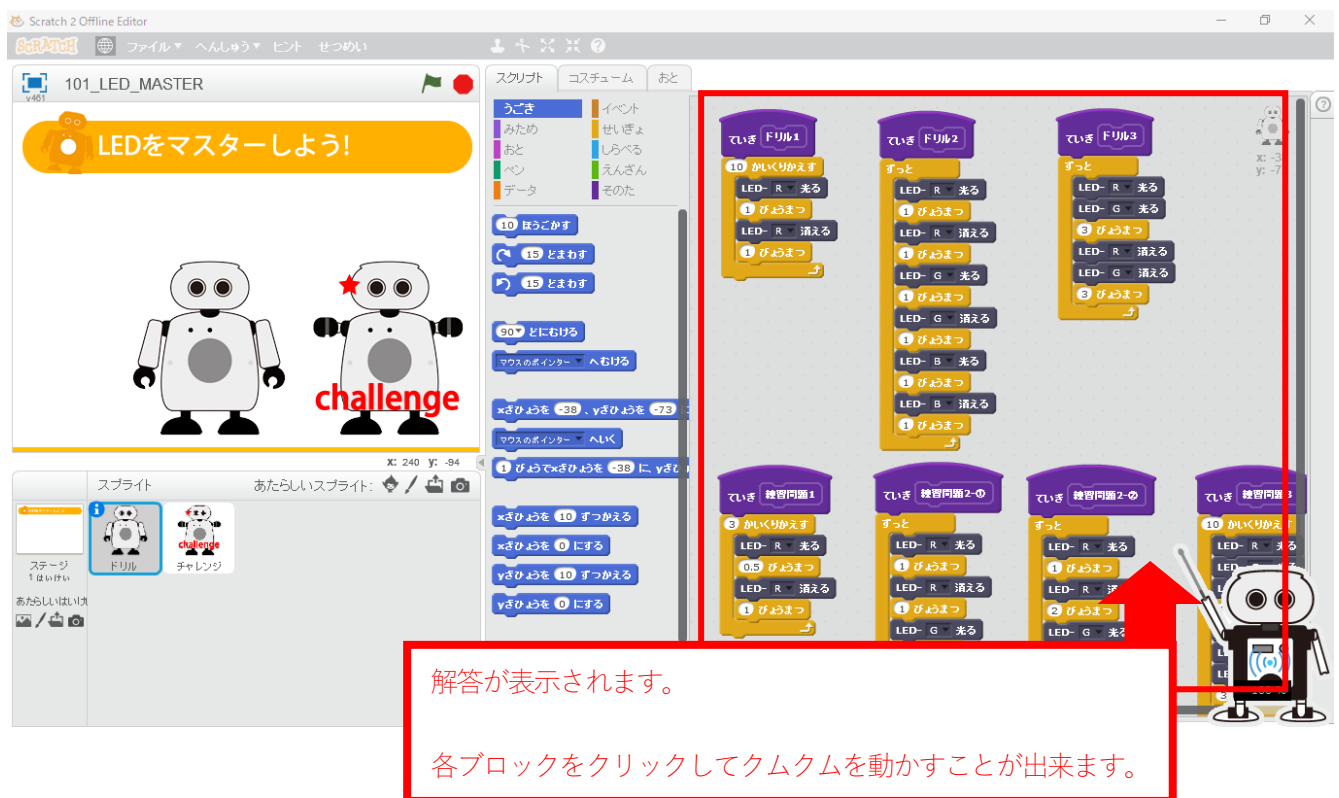 Scratch 2 Offline Editor
SCRATCH ファイル へんしゅう ヒント せつめい
v461
101_LED_MASTER
LEDをマスターしよう!
challenge
X: 240 y: -94
スプライト
あたらしいスプライト:
ステージ
1 はいけい
あたらしいはいけ
ドリル
challenge
チャレンジ
スクリプト コスチューム おと
うごき イベント
みため せいぎょ
おと しらべる
ペン えんざん
データ そのた
10 ほうごかす
15 とまわす
15 とまわす
90 とにむける
マウスのポインター へむける
xざひょうを -38 、yざひょうを -73
マウスのポインター へいく
1 びょうでxざひょうを -38 に、yざ
xざひょうを 10 ずつかえる
xざひょうを 0 にする
yざひょうを 10 ずつかえる
yざひょうを 0 にする
ていぎ ドリル1
10 かいくりかえす
LED- R 光る
1 びょうまつ
LED- R 消える
1 びょうまつ
ていぎ ドリル2
ずっと
LED- R 光る
1 びょうまつ
LED- R 消える
1 びょうまつ
LED- G 光る
1 びょうまつ
LED- G 消える
1 びょうまつ
LED- B 光る
1 びょうまつ
LED- B 消える
1 びょうまつ
ていぎ ドリル3
ずっと
LED- R 光る
LED- G 光る
3 びょうまつ
LED- R 消える
LED- G 消える
3 びょうまつ
x: -3
y: -7
ていぎ 練習問題1
3 かいくりかえす
LED- R 光る
0.5 びょうまつ
LED- R 消える
1 びょうまつ
ていぎ 練習問題2-①
ずっと
LED- R 光る
1 びょうまつ
LED- R 消える
1 びょうまつ
LED- G 光る
ていぎ 練習問題2-②
ずっと
LED- R 光る
1 びょうまつ
LED- R 消
2 びょうまつ
LED- G 光
ていぎ 練習問題3
10 かいくりかえす
LED- R 光る
LED-
3
解答が表示されます。
各ブロックをクリックしてクムクムを動かすことが出来ます。